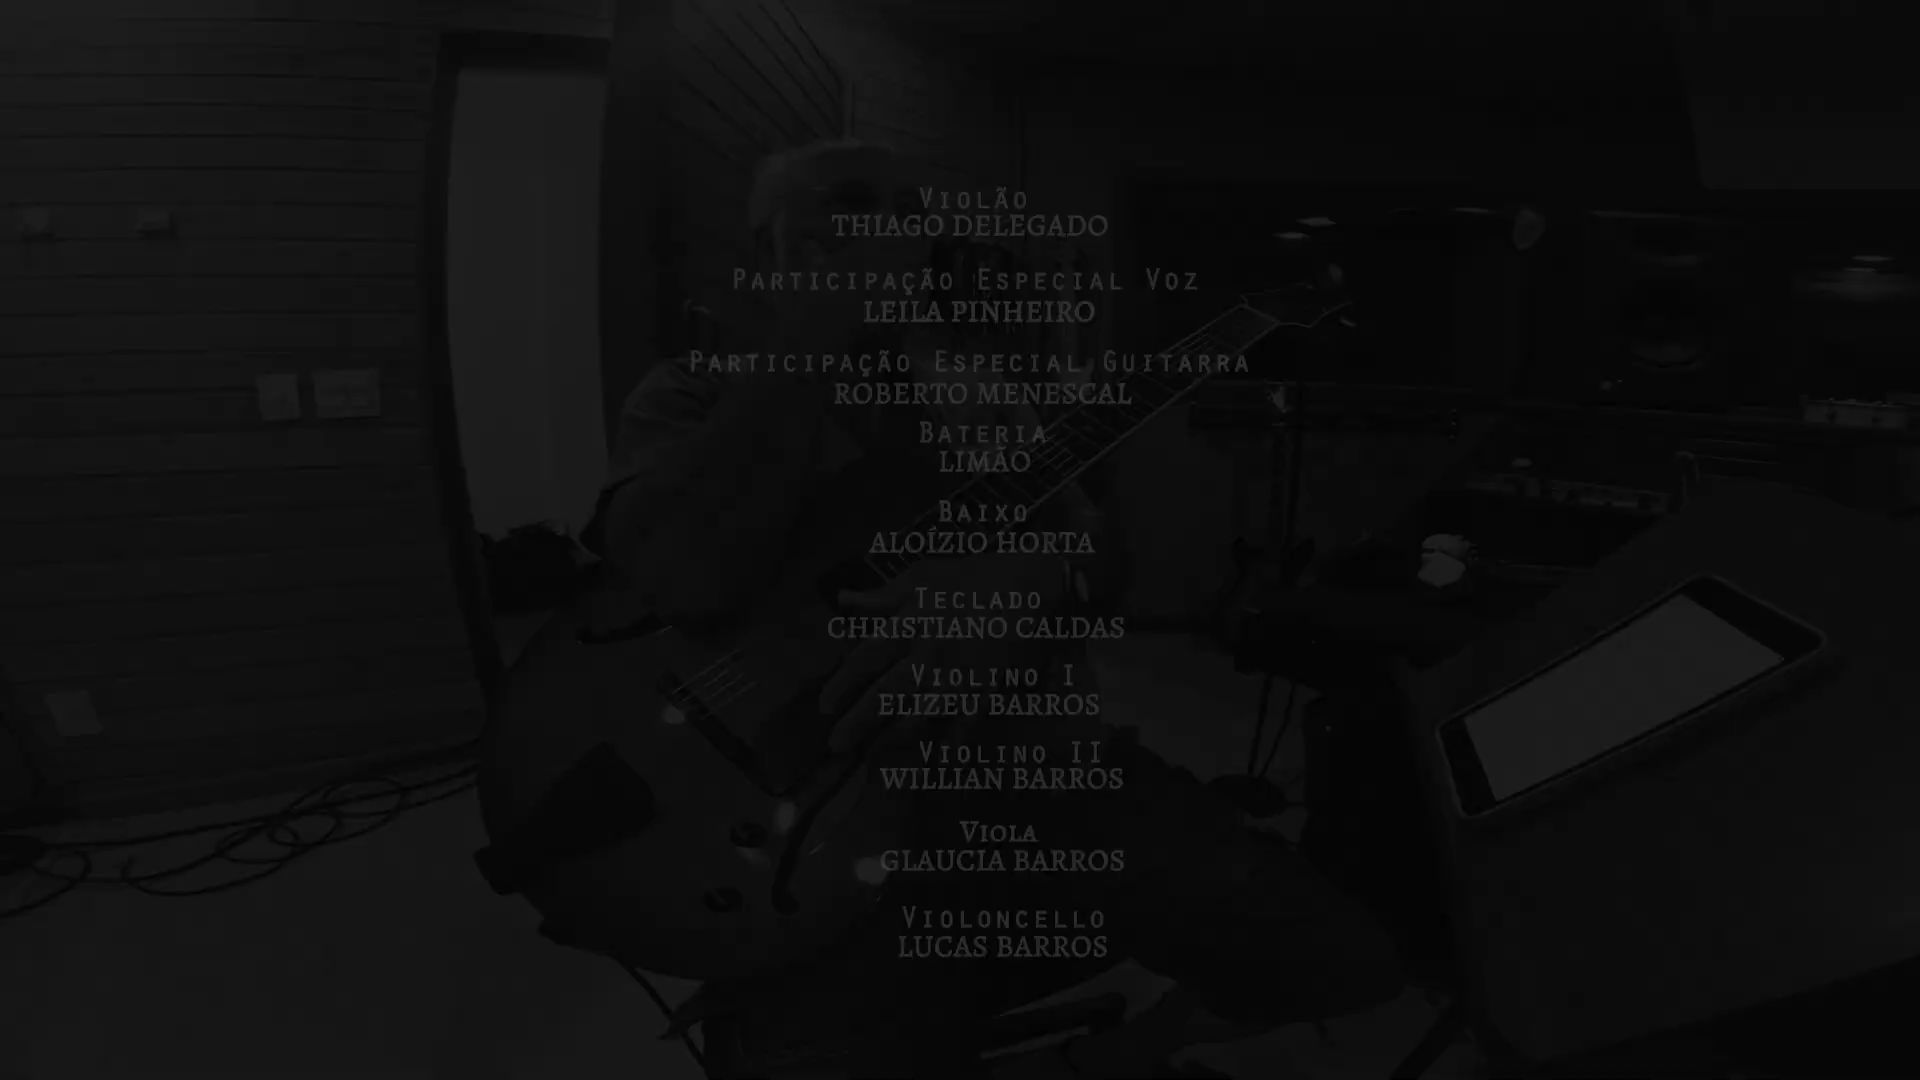 Violão
THIAGO DELEGADO
Participação Especial Voz
LEILA PINHEIRO
Participação Especial Guitarra
ROBERTO MENESCAL
Bateria
LIMÃO
Baixo
ALOÍZIO HORTA
Teclado
CHRISTIANO CALDAS
Violino I
ELIZEU BARROS
Violino II
WILLIAN BARROS
Viola
GLAUCIA BARROS
Violoncello
LUCAS BARROS